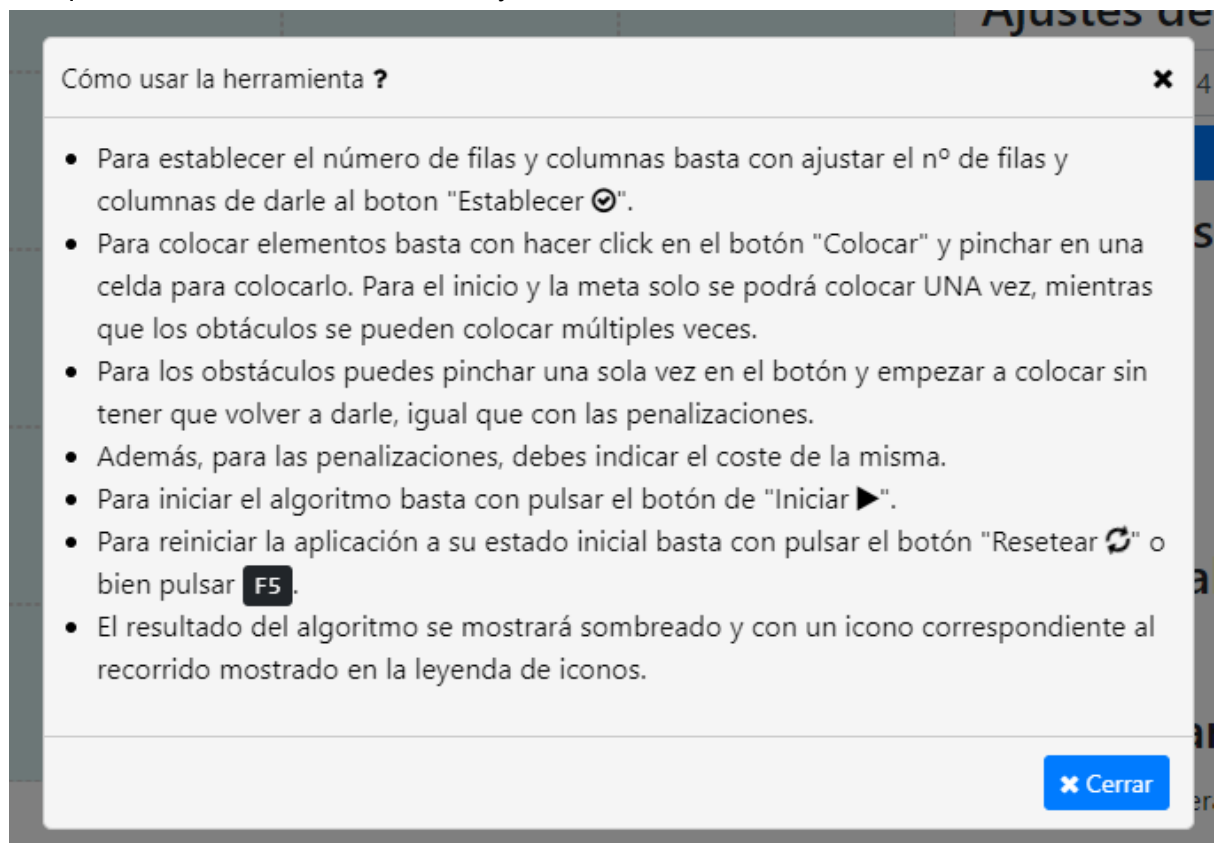 Ajustes de
Cómo usar la herramienta ?
4
• Para establecer el número de filas y columnas basta con ajustar el nº de filas y
columnas de darle al boton "Establecer".
• Para colocar elementos basta con hacer click en el botón "Colocar" y pinchar en una
celda para colocarlo. Para el inicio y la meta solo se podrá colocar UNA vez, mientras
que los obtáculos se pueden colocar múltiples veces.
• Para los obstáculos puedes pinchar una sola vez en el botón y empezar a colocar sin
tener que volver a darle, igual que con las penalizaciones.
• Además, para las penalizaciones, debes indicar el coste de la misma.
• Para iniciar el algoritmo basta con pulsar el botón de "Iniciar ▶".
• Para reiniciar la aplicación a su estado inicial basta con pulsar el botón "Resetear" o
bien pulsar F5.
• El resultado del algoritmo se mostrará sombreado y con un icono correspondiente al
recorrido mostrado en la leyenda de iconos.
✖ Cerrar